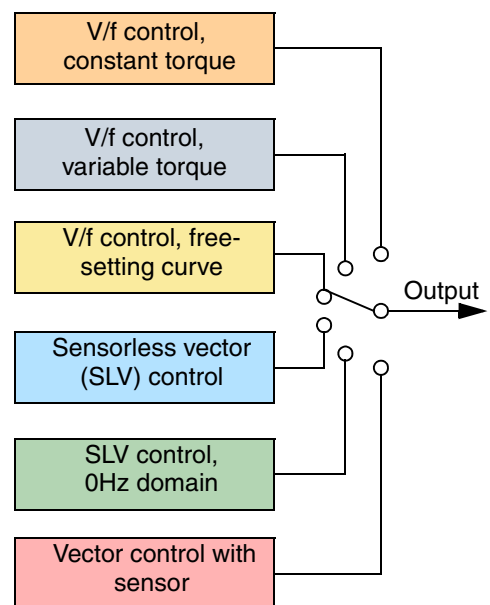 V/f control,
constant torque
V/f control,
variable torque
V/f control, free-
setting curve
Output
Sensorless vector
(SLV) control
SLV control,
0Hz domain
Vector control with
sensor